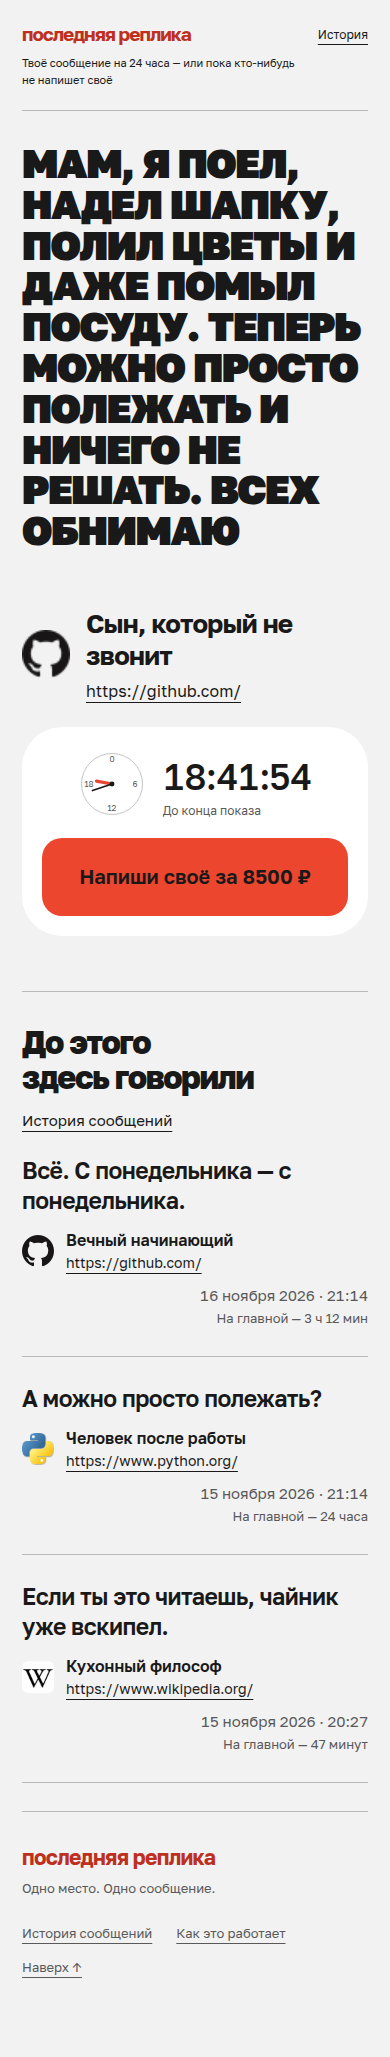 последняя реплика
История
Твоё сообщение на 24 часа — или пока кто-нибудь
не напишет своё
МАМ, Я ПОЕЛ,
НАДЕЛ ШАПКУ,
ПОЛИЛ ЦВЕТЫ И
ДАЖЕ ПОМЫЛ
ПОСУДУ. ТЕПЕРЬ
МОЖНО ПРОСТО
ПОЛЕЖАТЬ И
НИЧЕГО НЕ
РЕШАТЬ. ВСЕХ
ОБНИМАЮ
Сын, который не
звонит
https://github.com/
0
18
6
12
18:41:54
До конца показа
Напиши своё за 8500 ₽
До этого
здесь говорили
История сообщений
Всё. С понедельника — с
понедельника.
Вечный начинающий
https://github.com/
16 ноября 2026 · 21:14
На главной — 3 ч 12 мин
А можно просто полежать?
Человек после работы
https://www.python.org/
15 ноября 2026 · 21:14
На главной — 24 часа
Если ты это читаешь, чайник
уже вскипел.
W
Кухонный философ
https://www.wikipedia.org/
15 ноября 2026 · 20:27
На главной — 47 минут
последняя реплика
Одно место. Одно сообщение.
История сообщений
Как это работает
Наверх ↑